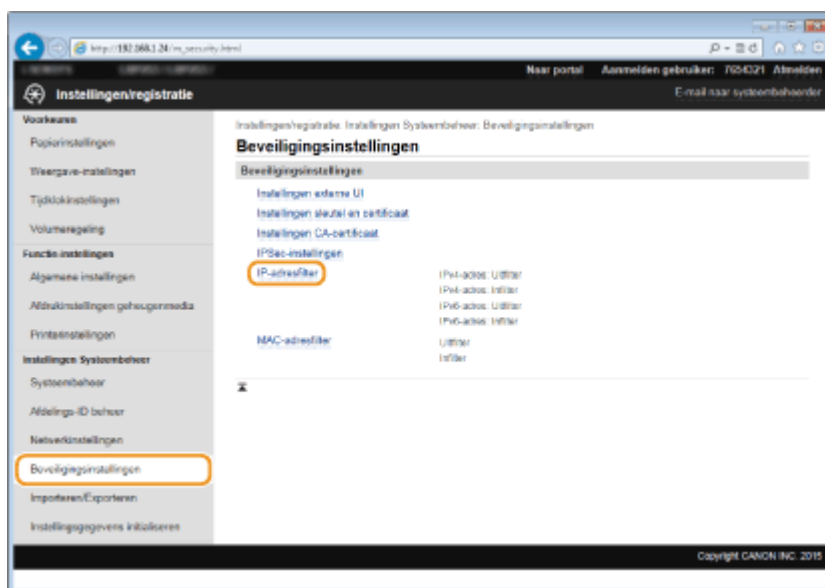 http://192.168.1.24/m_security.html
Naar portal Aanmelden gebruiker: 7654321 Afmelden
Instellingen/registratie
E-mail naar systeembeheerder
Voorkeuren
Papierinstellingen
Weergave-instellingen
Tijdklokinstellingen
Volumeregeling
Functie-instellingen
Algemene instellingen
Afdrukinstellingen geheugenmedia
Printerinstellingen
Instellingen Systeembeheer
Systeembeheer
Afdelings-ID beheer
Netwerkinstellingen
Beveiligingsinstellingen
Importeren/Exporteren
Instellingsgegevens initialiseren
Instellingen/registratie: Instellingen Systeembeheer: Beveiligingsinstellingen
Beveiligingsinstellingen
Beveiligingsinstellingen
Instellingen externe UI
Instellingen sleutel en certificaat
Instellingen CA-certificaat
IPSec-instellingen
IP-adresfilter
IPv4-adres: Uitfilter
IPv4-adres: Infilter
IPv6-adres: Uitfilter
IPv6-adres: Infilter
MAC-adresfilter
Uitfilter
Infilter
Copyright CANON INC. 2015